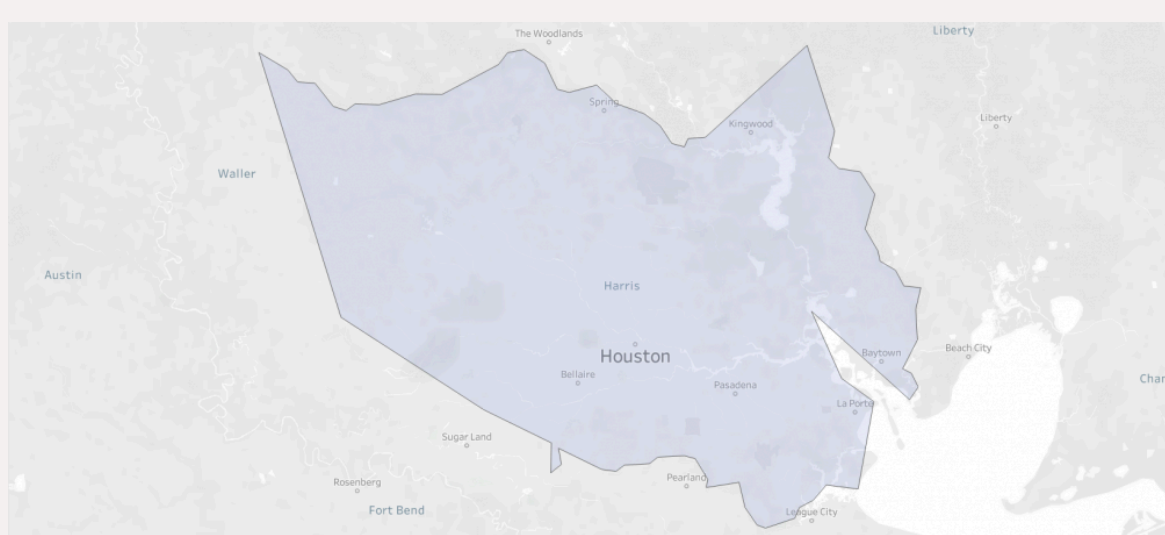 Liberty
The Woodlands
Spring
Liberty
Kingwood
Waller
Austin
Harris
Houston
Beach City
Baytown
Bellaire
Char
Pasadena
La Porte
Sugar Land
Pearland
Rosenberg
Fort Bend
League City